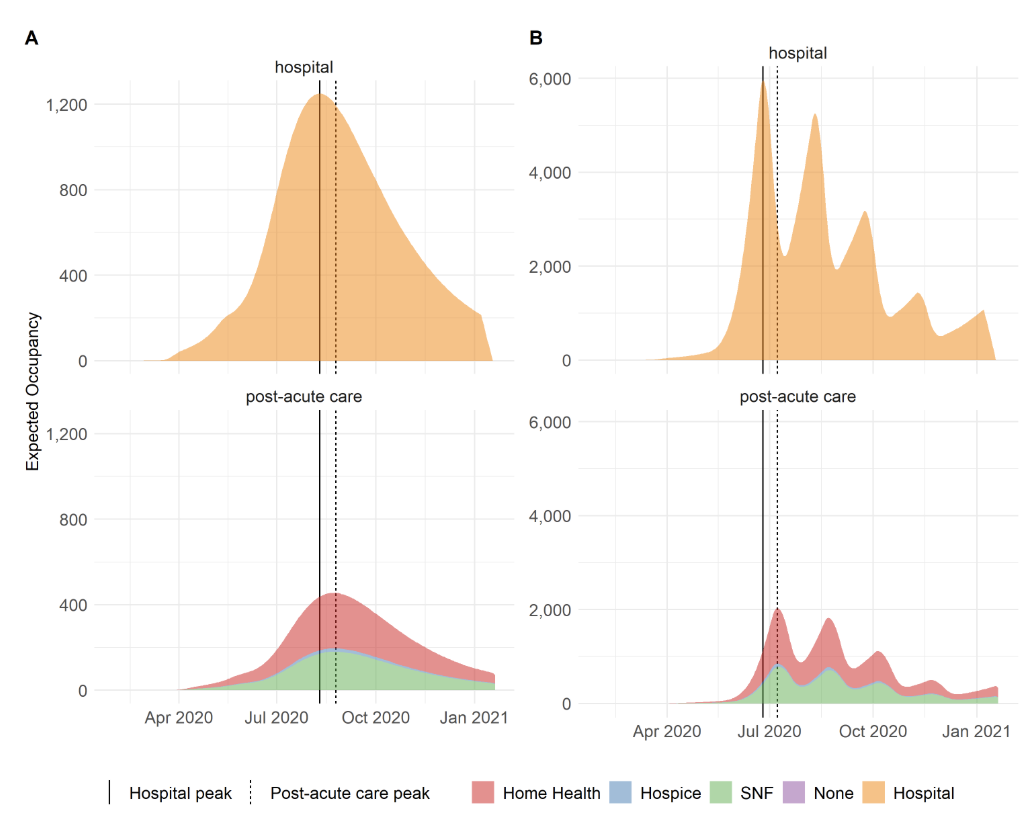 A
B
hospital
hospital
1,200
800
400
0
6,000
4,000
2,000
0
Expected Occupancy
post-acute care
post-acute care
1,200
800
400
0
6,000
4,000
2,000
0
Apr 2020 Jul 2020 Oct 2020 Jan 2021
Apr 2020 Jul 2020 Oct 2020 Jan 2021
Hospital peak Post-acute care peak Home Health Hospice SNF None Hospital